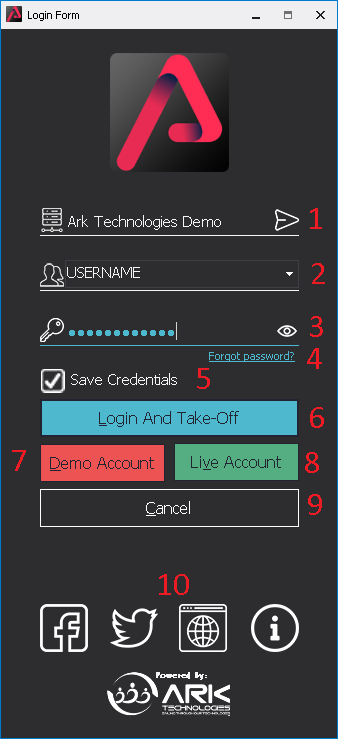 Login Form
Ark Technologies Demo 1
USERNAME 2
3
Forgot password? 4
Save Credentials 5
Login And Take-Off 6
7 Demo Account Live Account 8
Cancel 9
10
Powered By:
ARK
TECHNOLOGIES